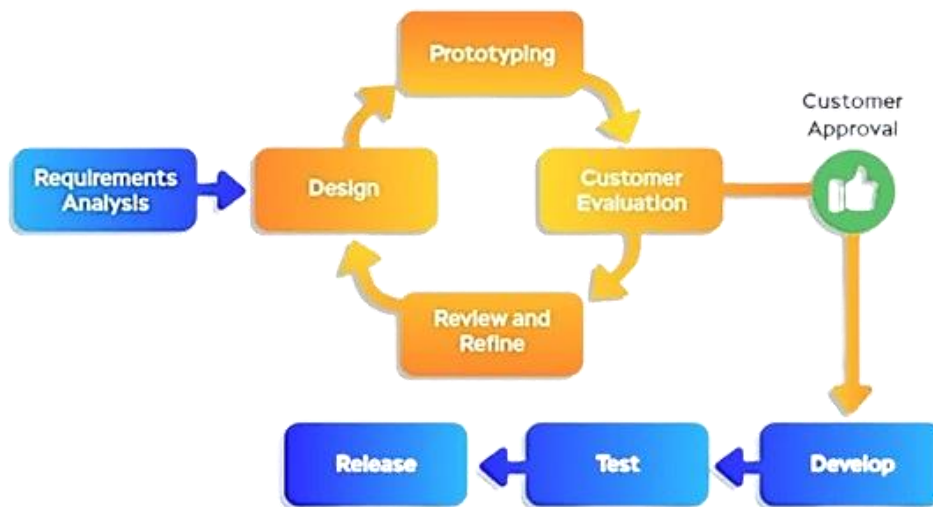 Prototyping
Customer
Approval
Requirements
Analysis
Design
Customer
Evaluation
Review and
Refine
Release
Test
Develop